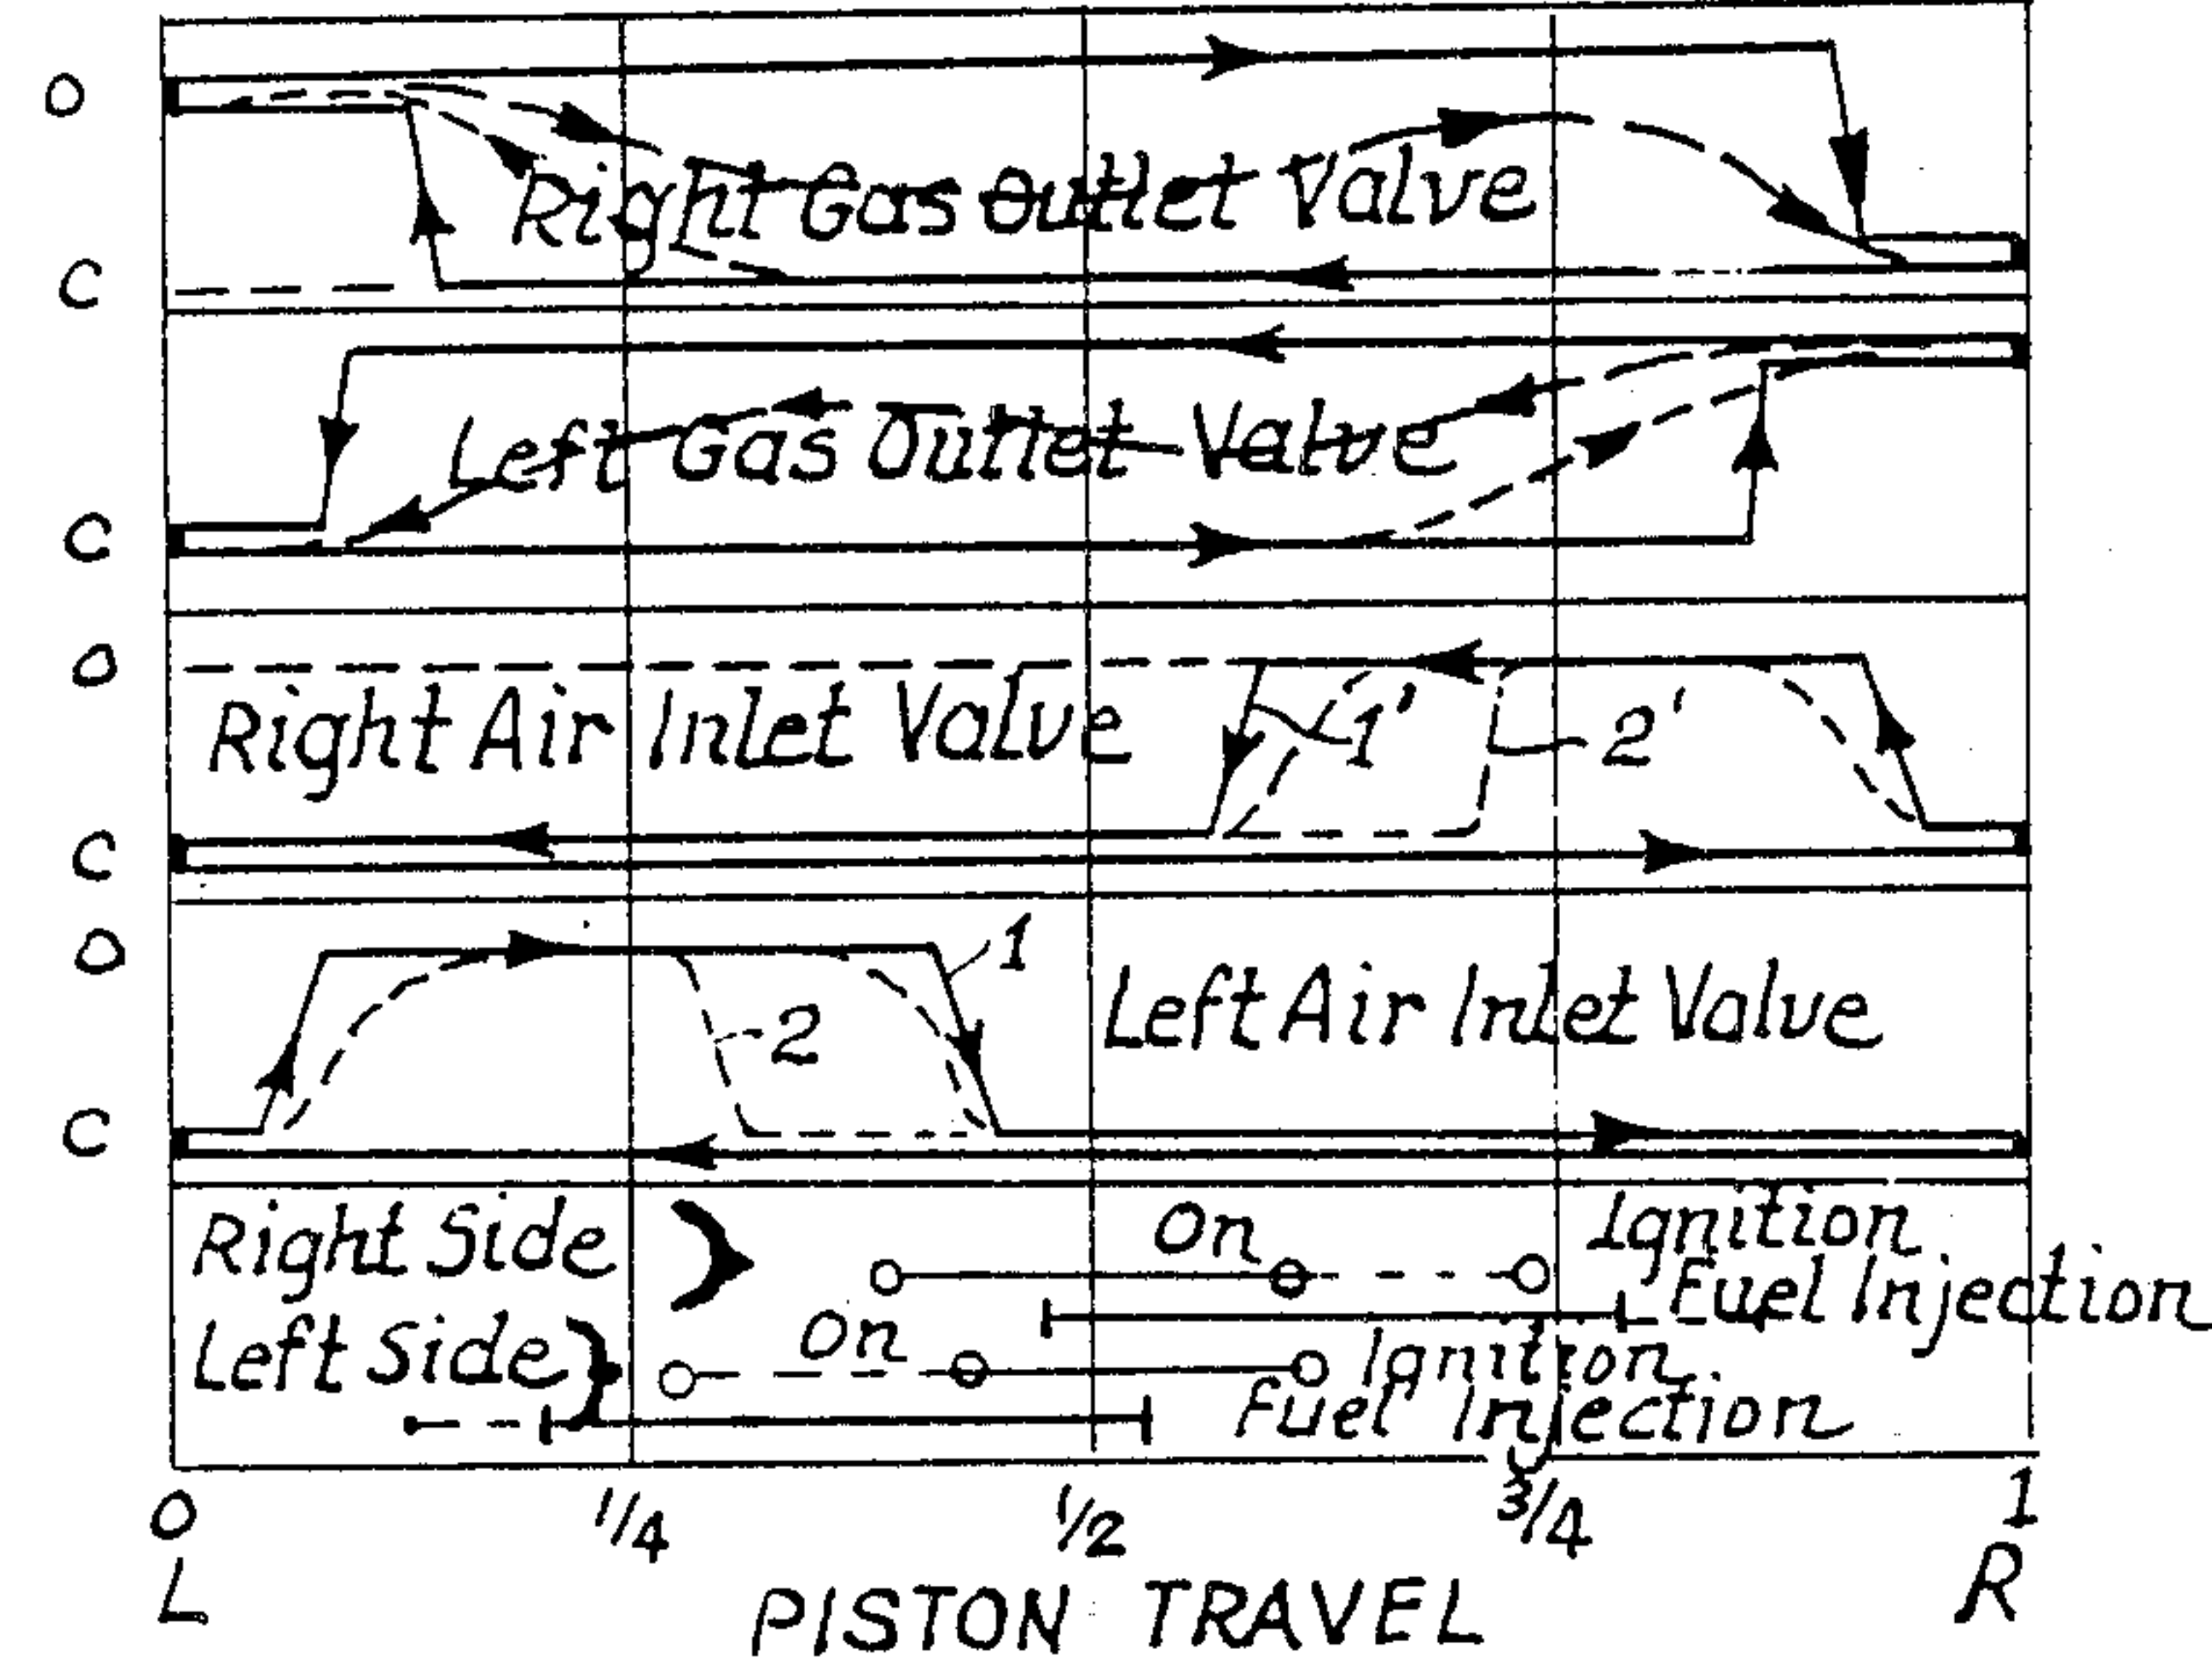 O
Right Gas Outlet Valve
C
Left Gas Outlet Valve
C
O
Right Air Inlet Valve
1'
2'
C
O
1
2
Left Air Inlet Valve
C
Right Side
On
Ignition
Fuel Injection
Left Side
On
Ignition
Fuel Injection
0
1/4
1/2
3/4
1
L
R
PISTON TRAVEL